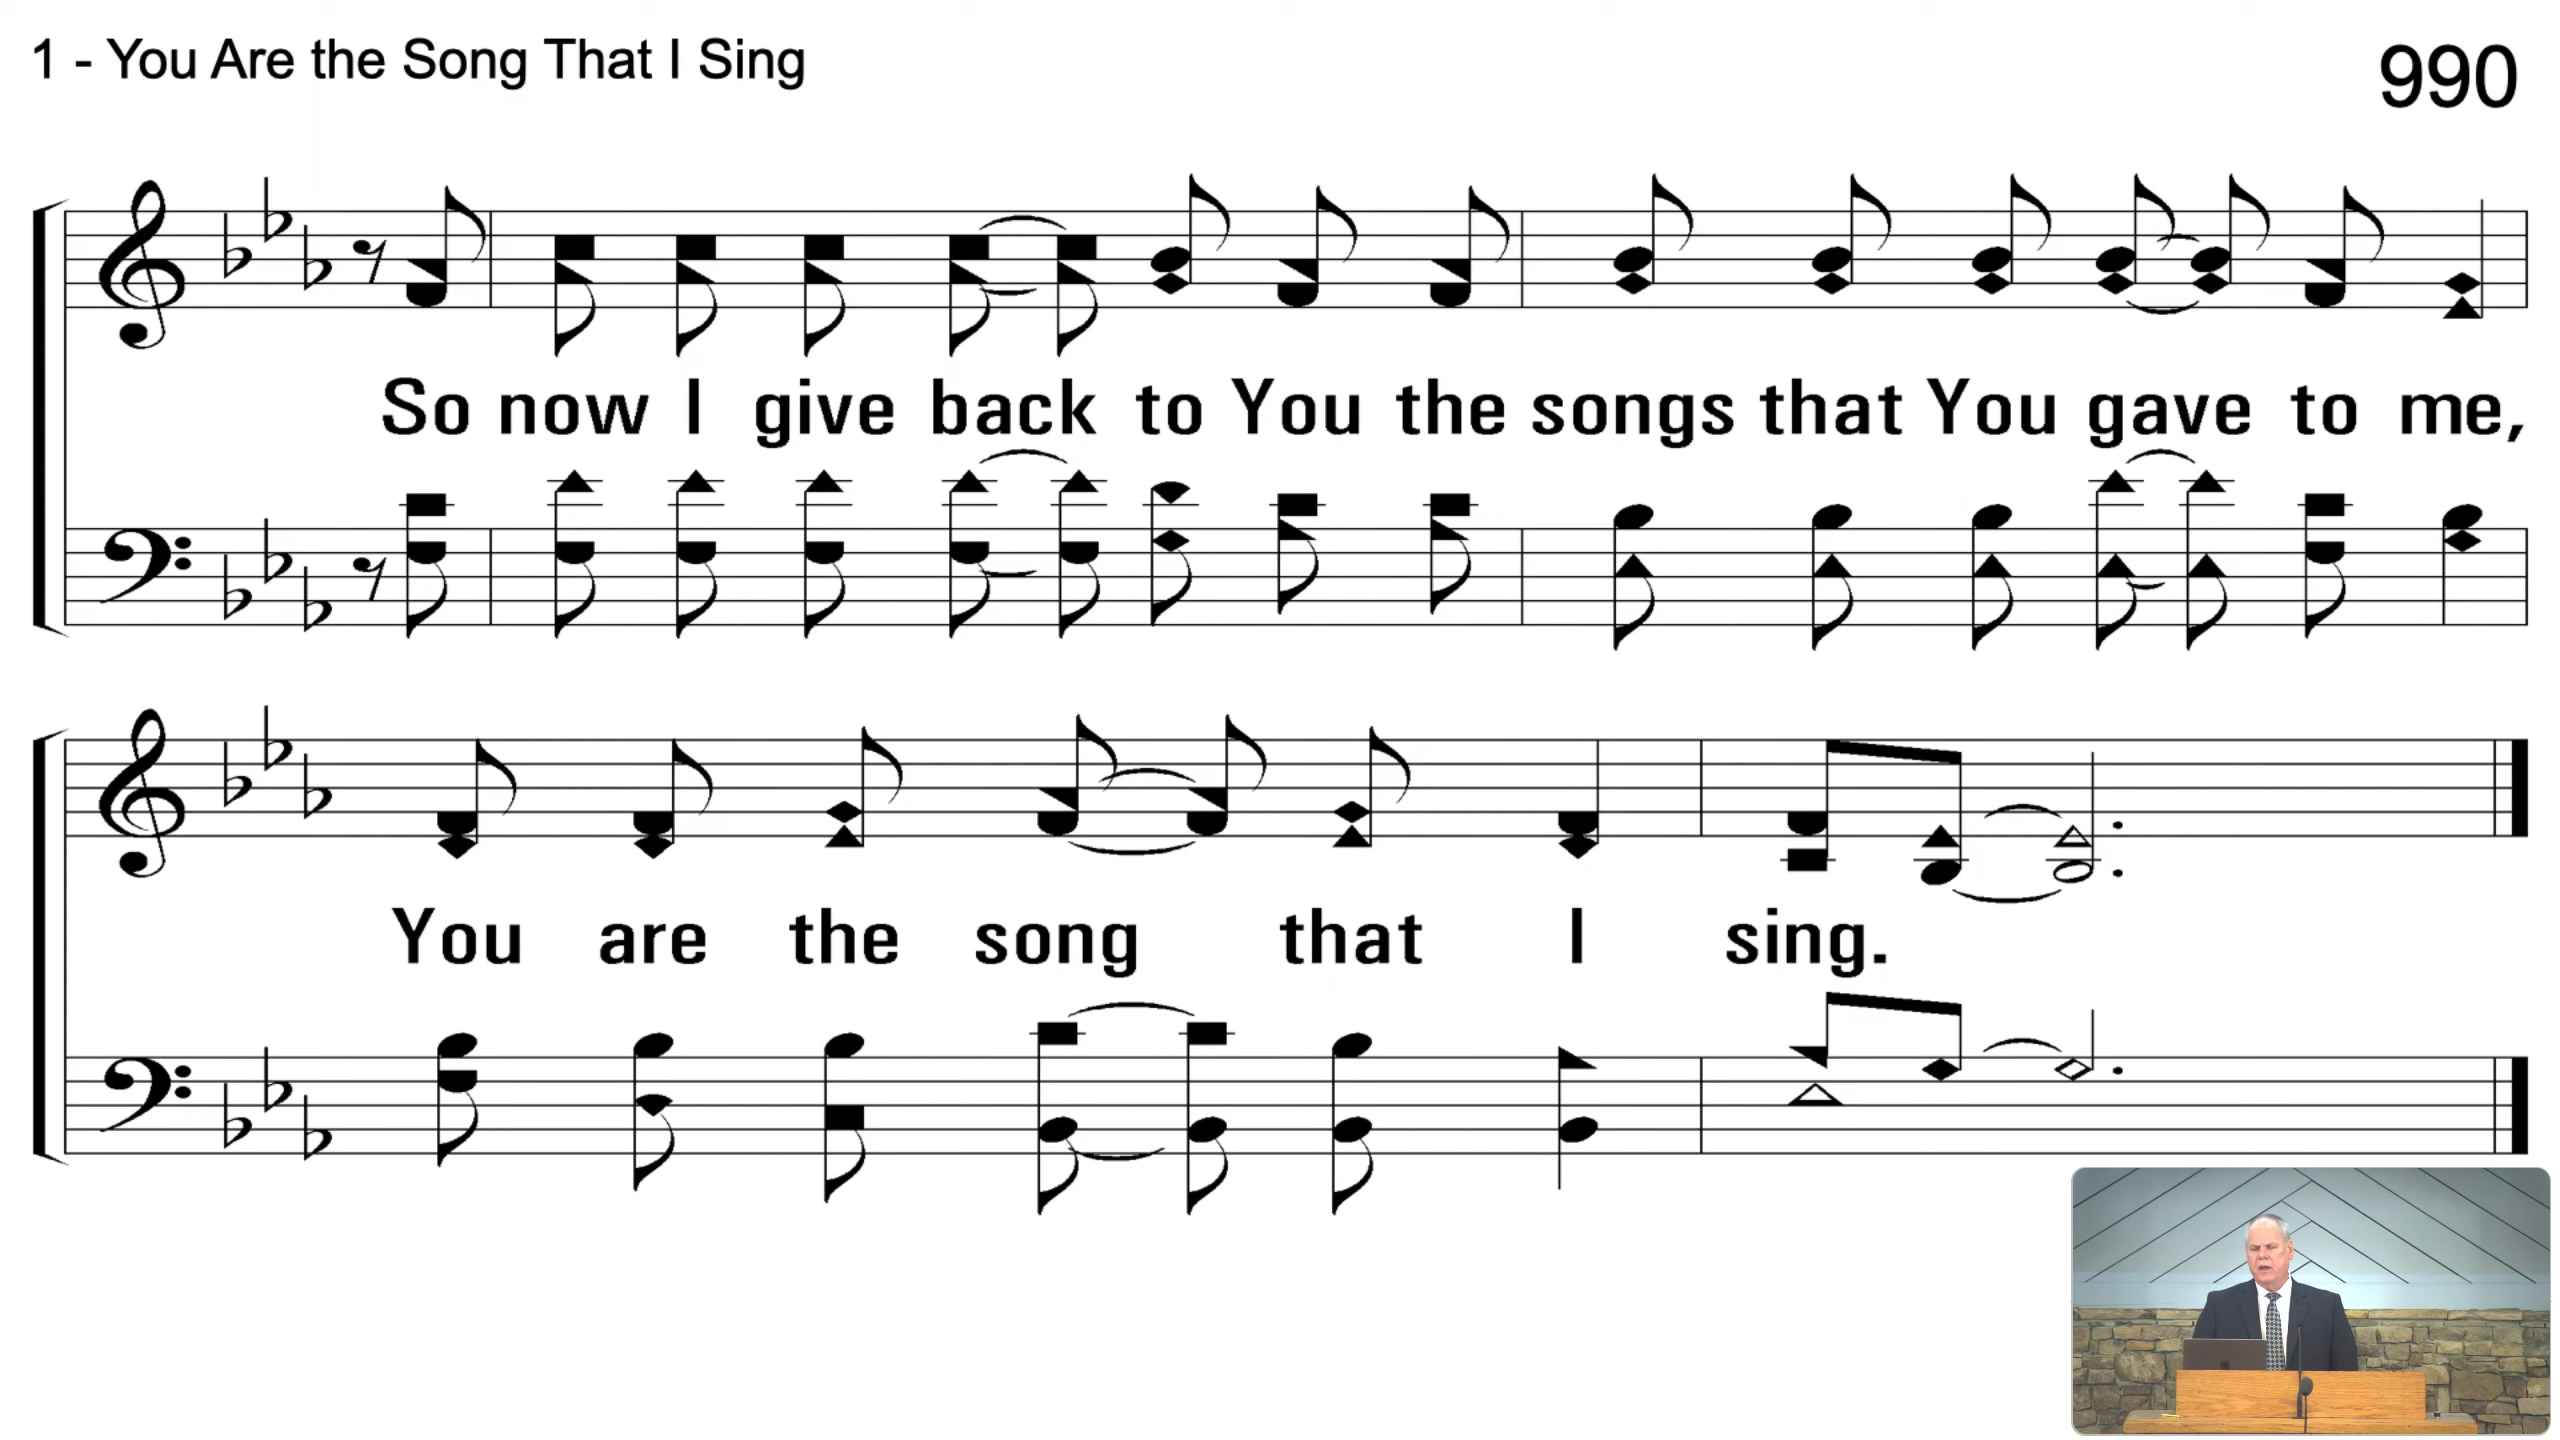 1 - You Are the Song That I Sing
990
So now I give back to You the songs that You gave to me,
You are the song that I sing.